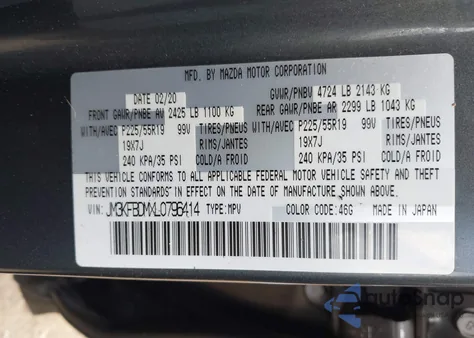 MFD. BY MAZDA MOTOR CORPORATION
DATE 02/20 GVWR/PNBV 4724 LB 2143 KG
FRONT GAWR/PNBE AV 2425 LB 1100 KG REAR GAWR/PNBE AR 2299 LB 1043 KG
WITH/AVEC P225/55R19 99V TIRES/PNEUS WITH/AVEC P225/55R19 99V TIRES/PNEUS
19X7J RIMS/JANTES 19X7J RIMS/JANTES
240 KPA/35 PSI COLD/A FROID 240 KPA/35 PSI COLD/A FROID
THIS VEHICLE CONFORMS TO ALL APPLICABLE FEDERAL MOTOR VEHICLE SAFETY AND THEFT PREVENTION
STANDARDS IN EFFECT ON THE DATE OF MANUFACTURE SHOWN ABOVE.
VIN: JM3KFBDMXL0796414 TYPE:MPV COLOR CODE:46G MADE IN JAPAN
autoSnap
www.autosnap